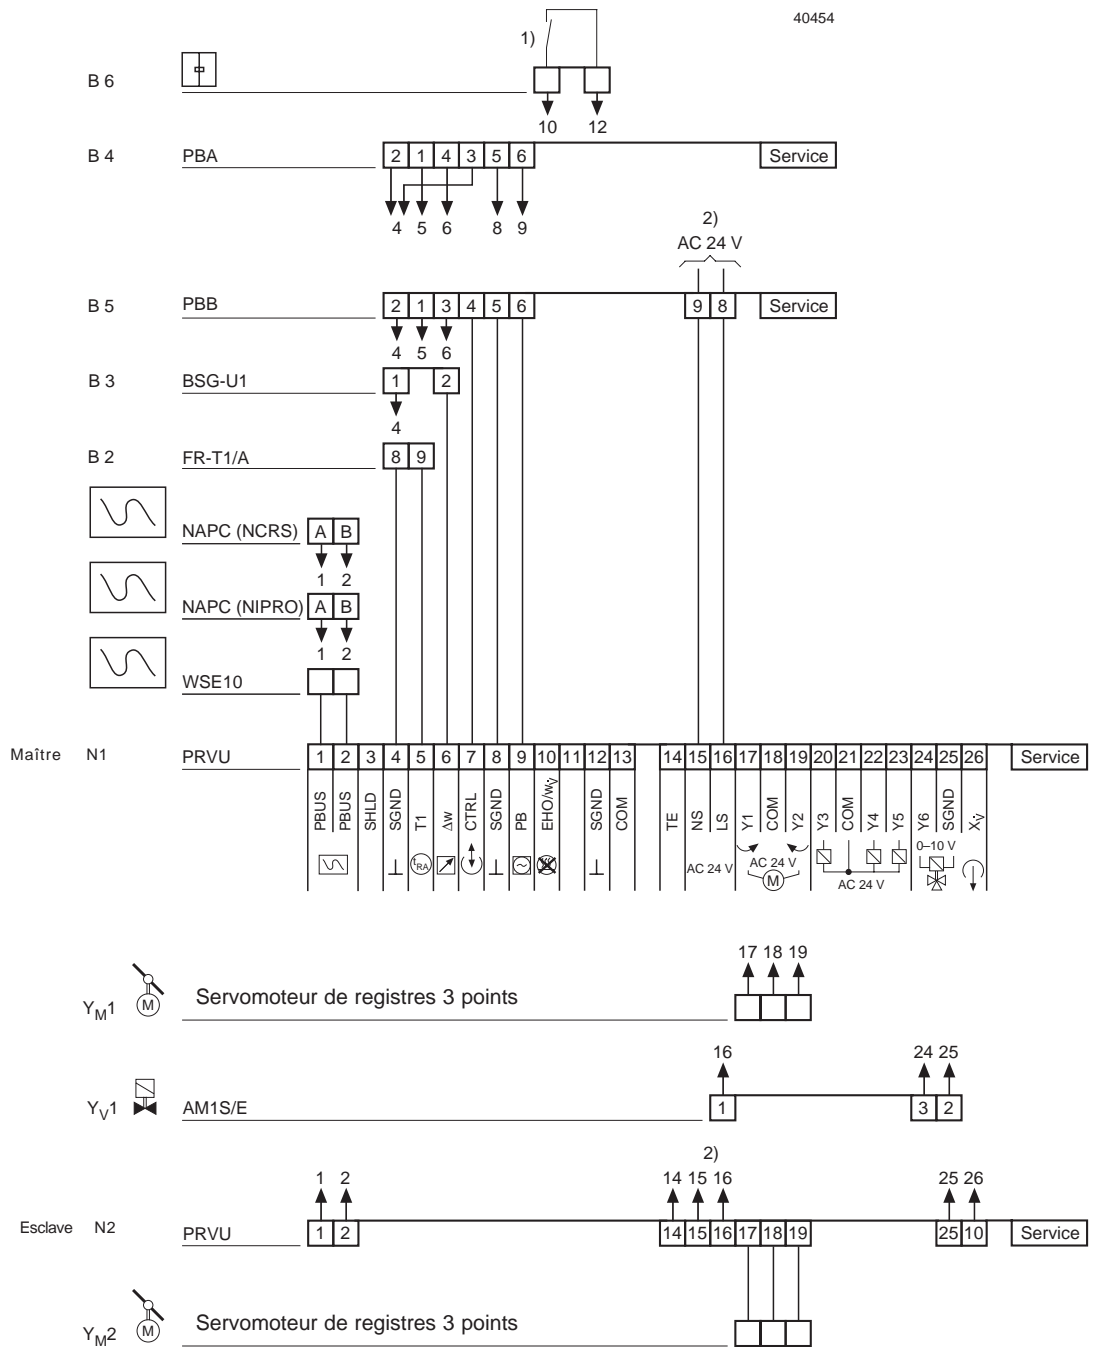 40454
1)
B 6
10 12
B 4 PBA 2 1 4 3 5 6 Service
4 5 6 8 9
2)
AC 24 V
B 5 PBB 2 1 3 4 5 6 9 8 Service
4 5 6
B 3 BSG-U1 1 2
4
B 2 FR-T1/A 8 9
NAPC (NCRS) A B
1 2
NAPC (NIPRO) A B
1 2
WSE10
Maître N1 PRVU 1 2 3 4 5 6 7 8 9 10 11 12 13 14 15 16 17 18 19 20 21 22 23 24 25 26 Service
PBUS PBUS SHLD SGND T1 Δw CTRL SGND PB EHO/wv̇ SGND COM TE NS LS Y1 COM Y2 Y3 COM Y4 Y5 Y6 SGND Xv̇
0–10 V
tRA AC 24 V AC 24 V
M AC 24 V
17 18 19
YM1 M Servomoteur de registres 3 points
16 24 25
YV1 AM1S/E 1 3 2
2)
1 2 14 15 16 25 26
Esclave N2 PRVU 1 2 14 15 16 17 18 19 25 10 Service
YM2 M Servomoteur de registres 3 points